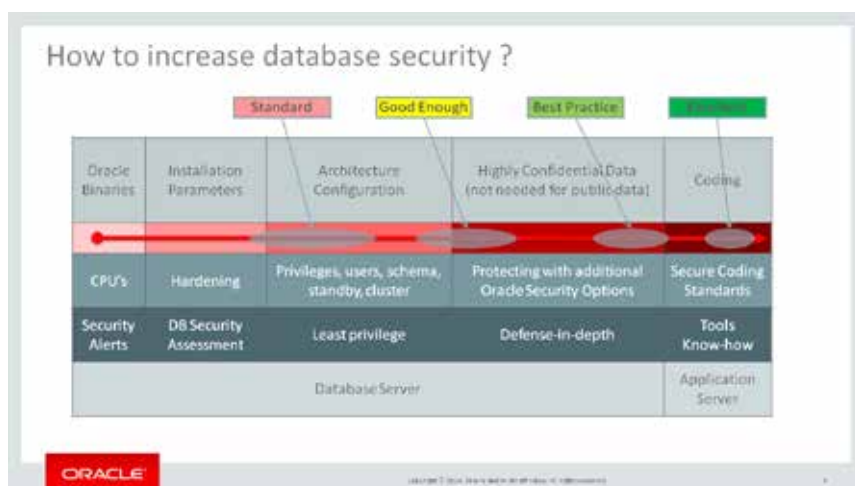 How to increase database security ?
Standard
Good Enough
Best Practice
Oracle
Binaries
Installation
Parameters
Architecture
Configuration
Highly Confidential Data
(not needed for public data)
Coding
CPU's
Hardening
Privileges, users, schema,
standby, cluster
Protecting with additional
Oracle Security Options
Secure Coding
Standards
Security
Alerts
DB Security
Assessment
Least privilege
Defense-in-depth
Tools
Know-how
Database Server
Application
Server
ORACLE